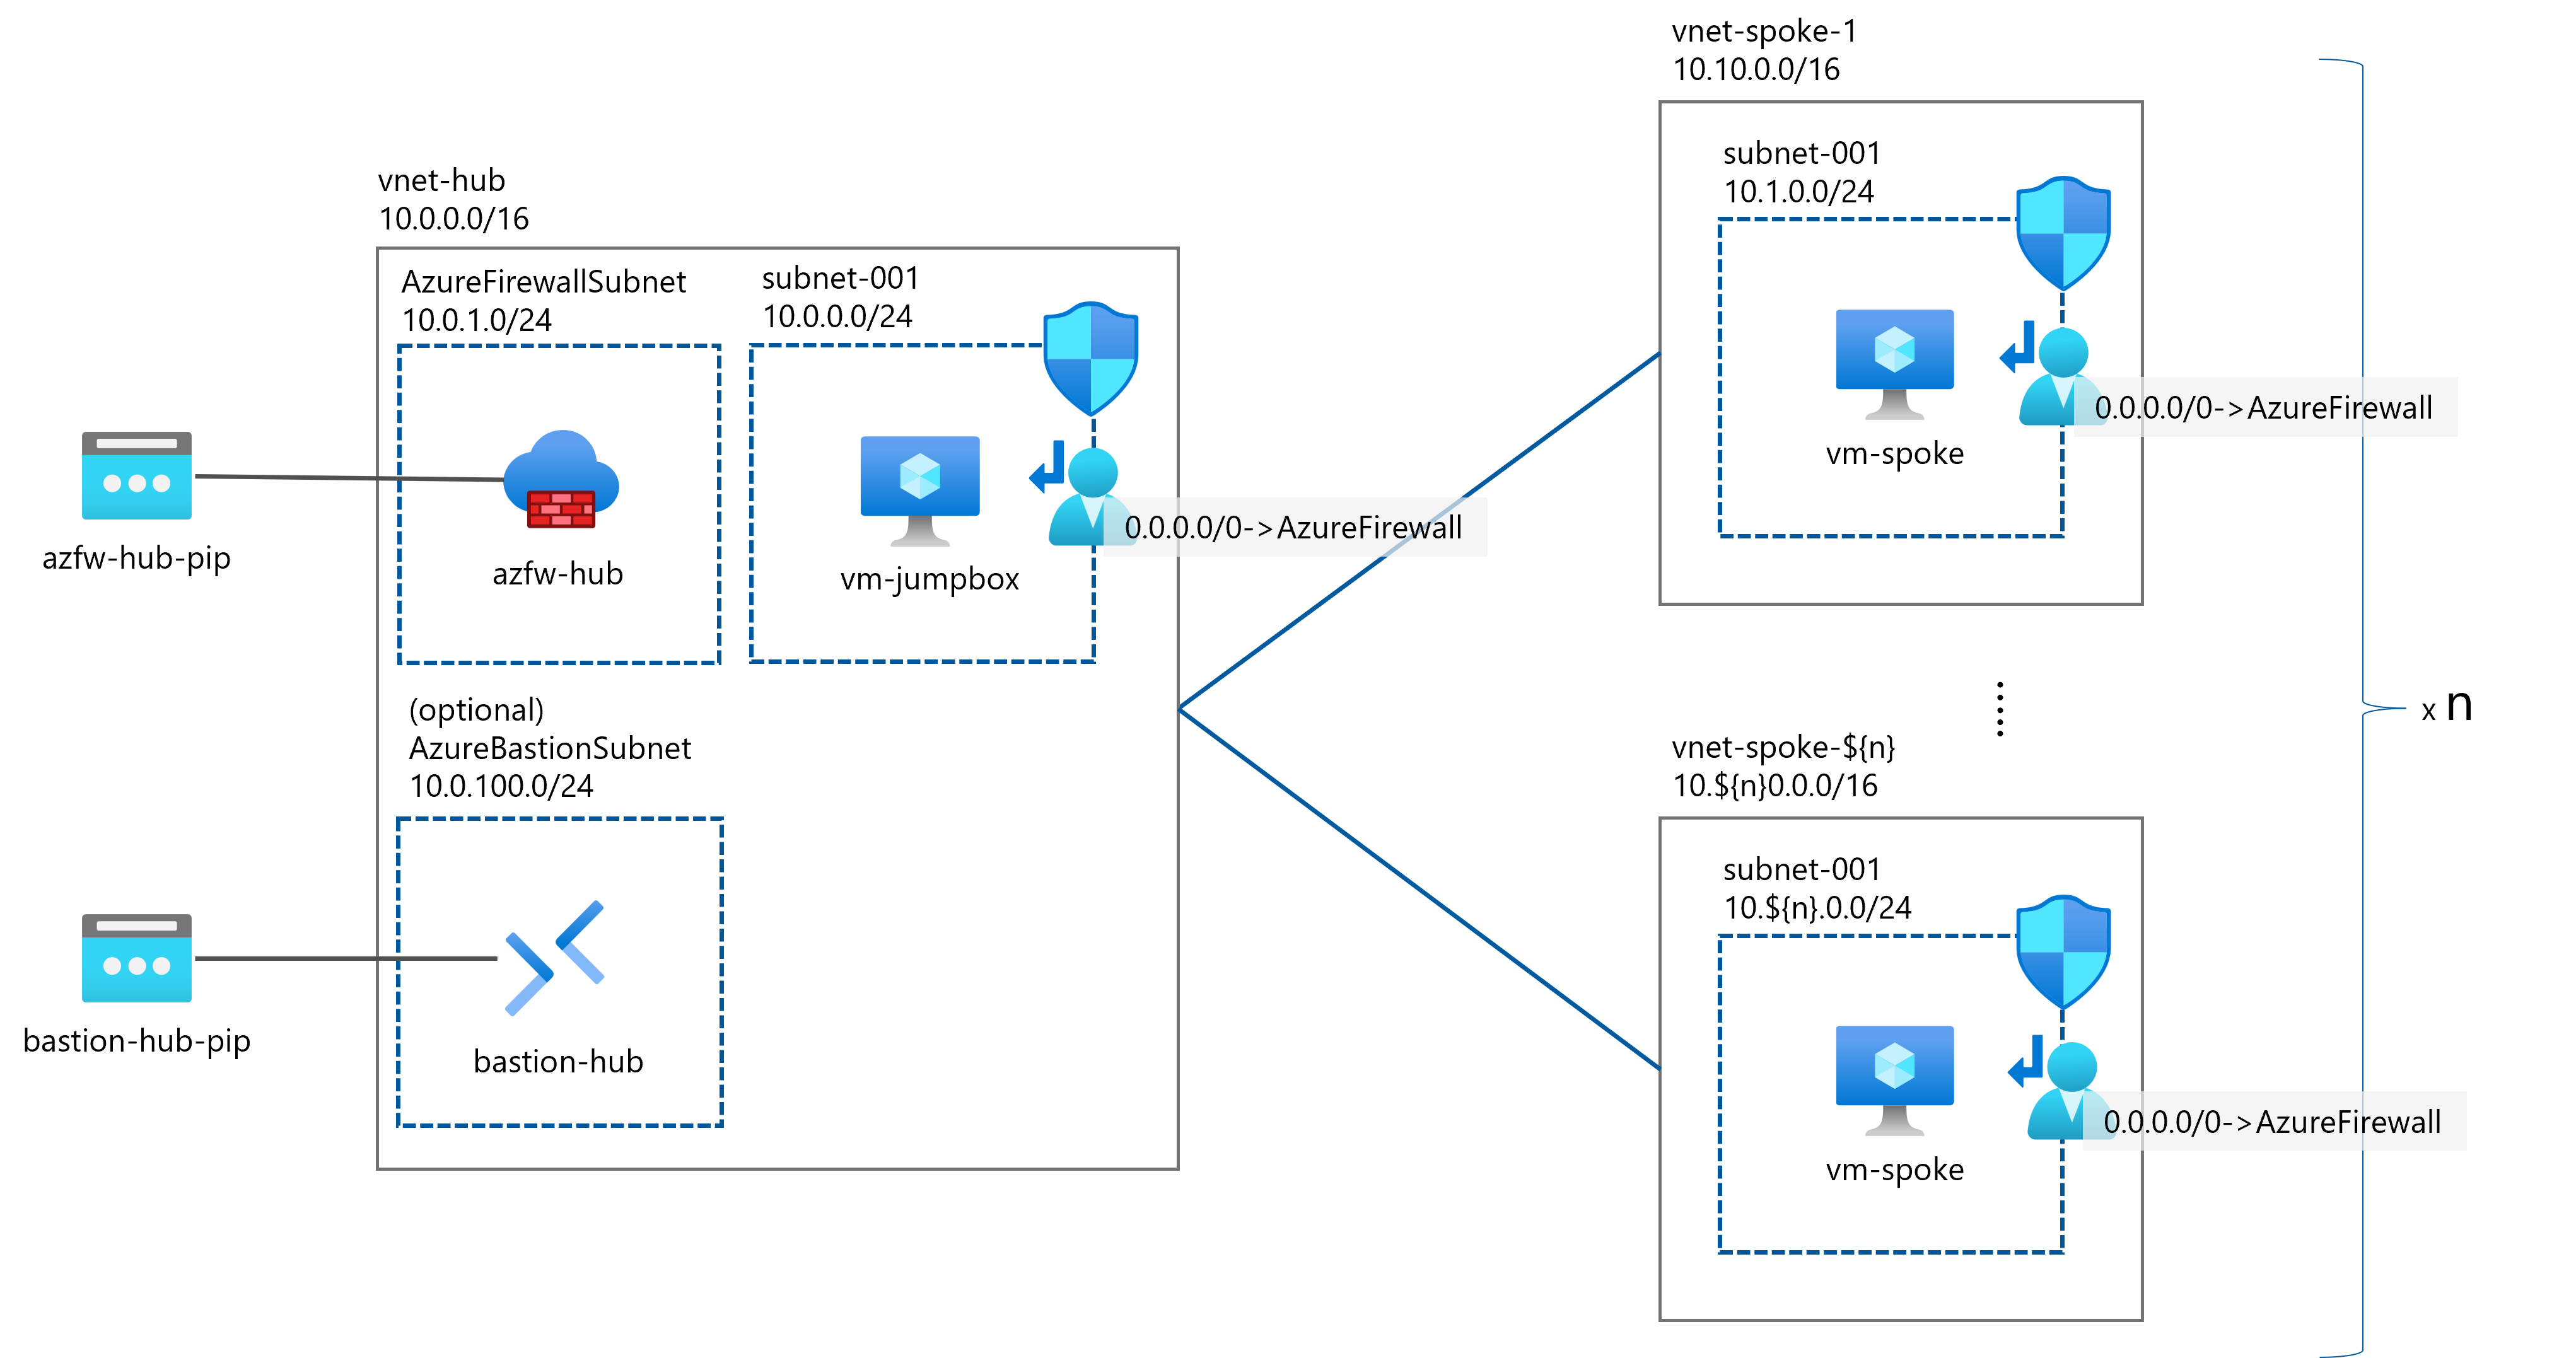 vnet-spoke-1
10.10.0.0/16
subnet-001
10.1.0.0/24
vm-spoke
0.0.0.0/0->AzureFirewall
vnet-hub
10.0.0.0/16
AzureFirewallSubnet
10.0.1.0/24
azfw-hub
subnet-001
10.0.0.0/24
vm-jumpbox
0.0.0.0/0->AzureFirewall
azfw-hub-pip
(optional)
AzureBastionSubnet
10.0.100.0/24
bastion-hub
bastion-hub-pip
x n
vnet-spoke-${n}
10.${n}0.0.0/16
subnet-001
10.${n}.0.0/24
vm-spoke
0.0.0.0/0->AzureFirewall